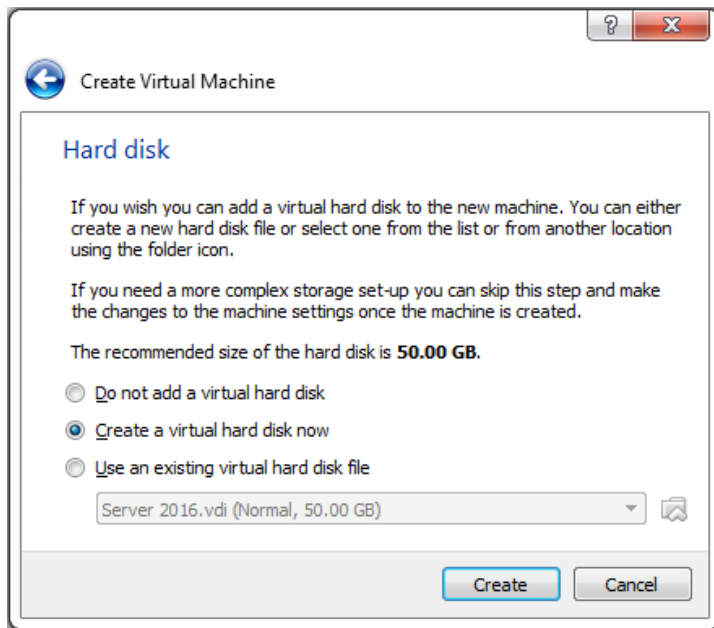 ?
X
Create Virtual Machine
Hard disk
If you wish you can add a virtual hard disk to the new machine. You can either
create a new hard disk file or select one from the list or from another location
using the folder icon.
If you need a more complex storage set-up you can skip this step and make
the changes to the machine settings once the machine is created.
The recommended size of the hard disk is 50.00 GB.
Do not add a virtual hard disk
Create a virtual hard disk now
Use an existing virtual hard disk file
Server 2016.vdi (Normal, 50.00 GB)
Create
Cancel